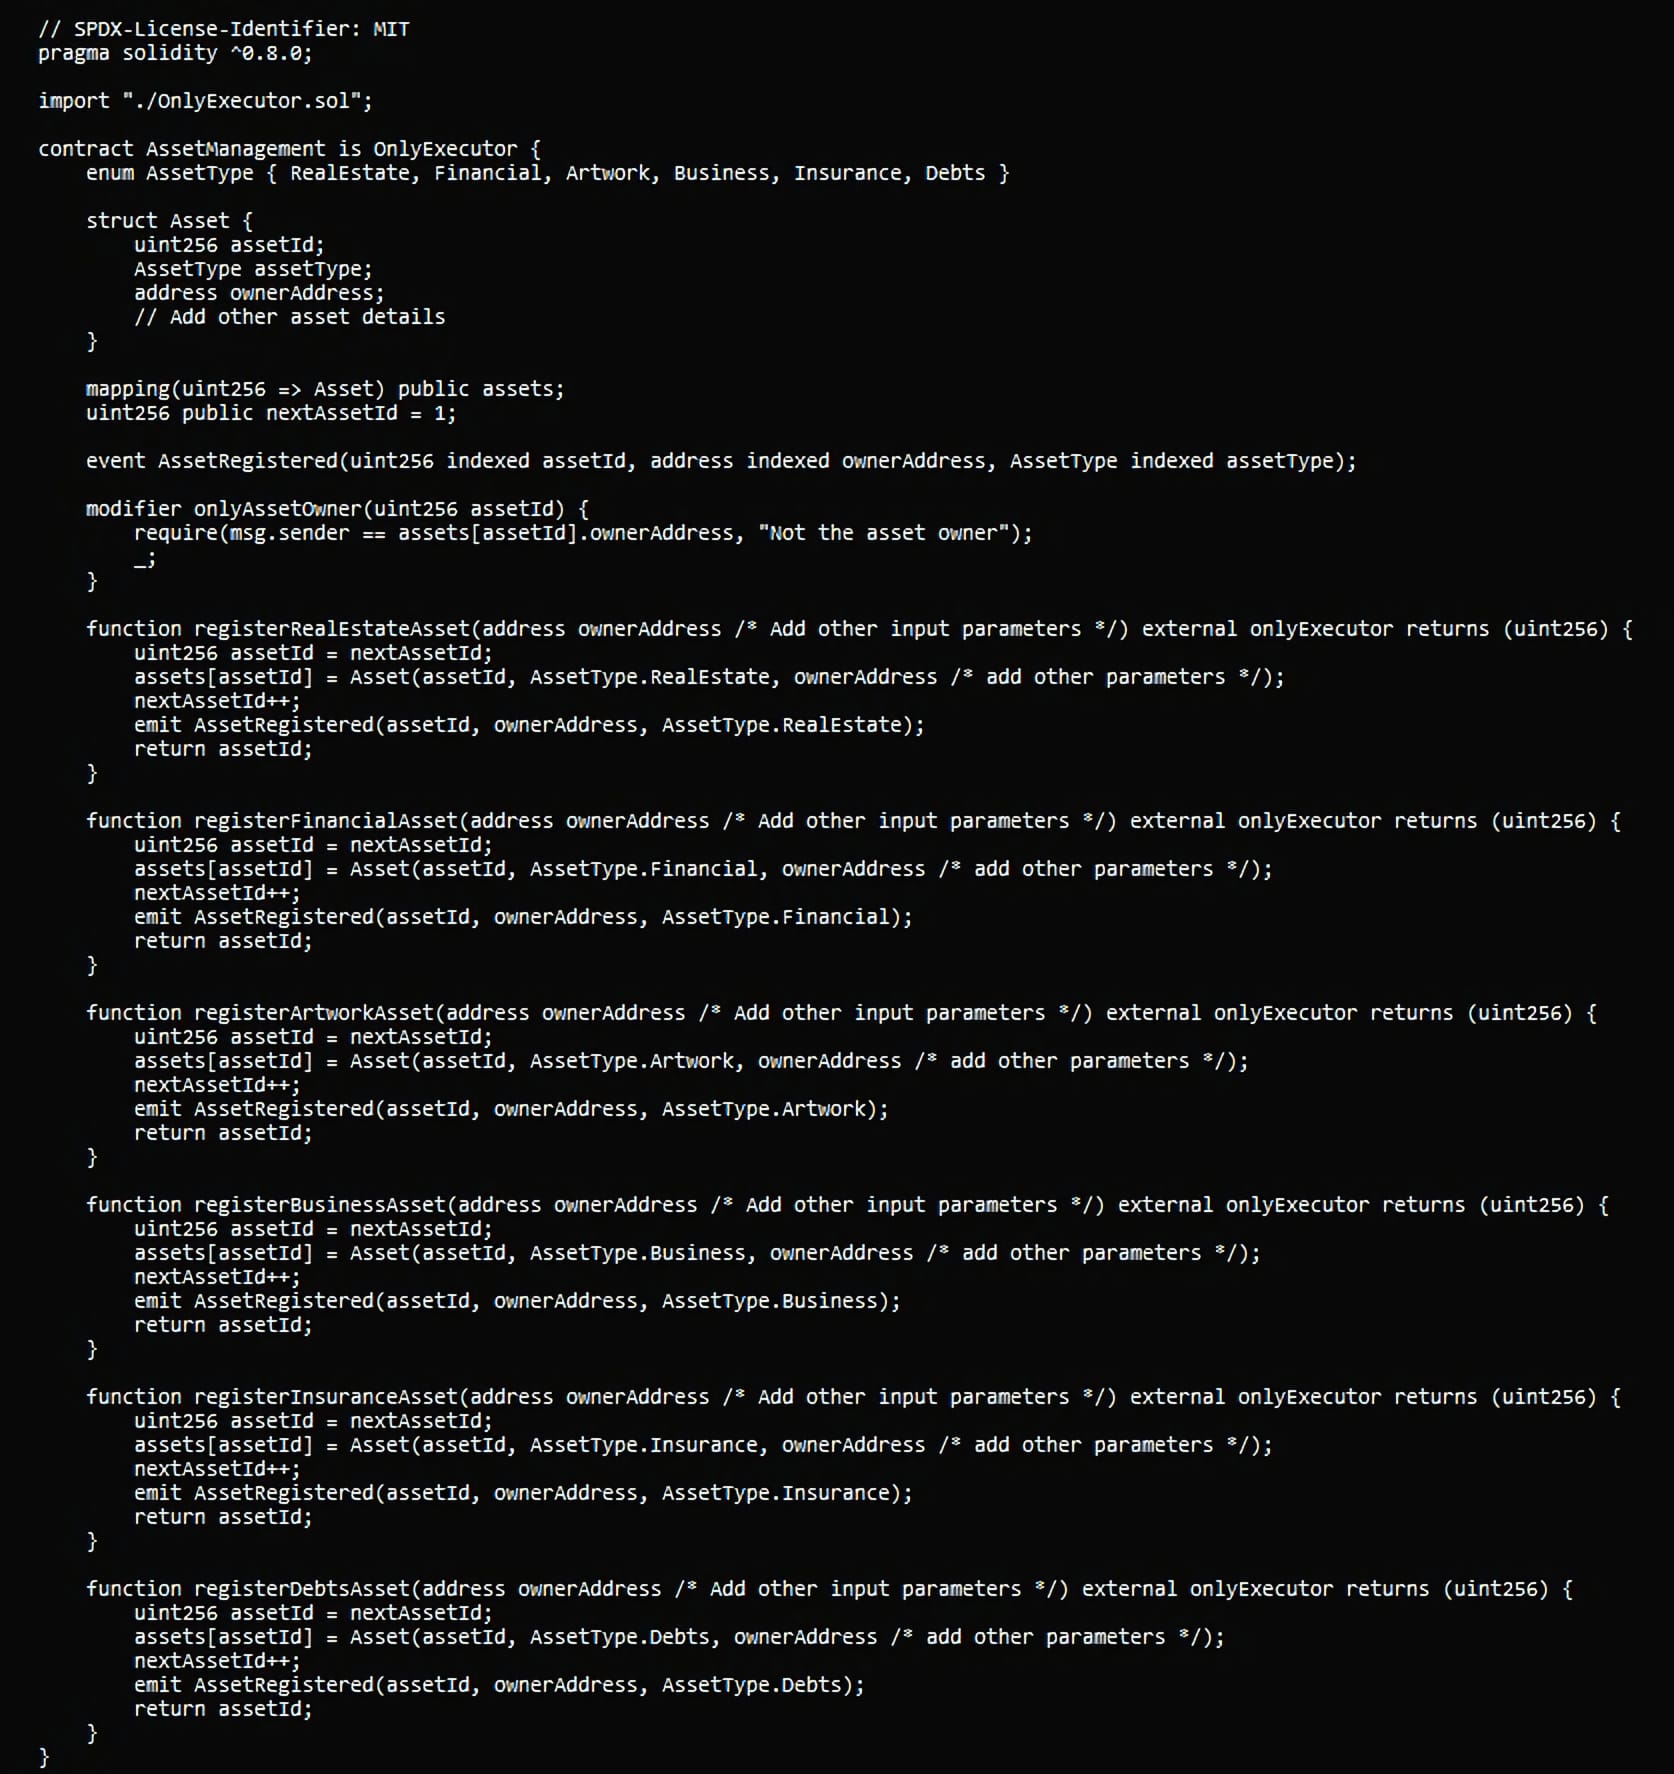 // SPDX-License-Identifier: MIT
pragma solidity ^0.8.0;
import "./OnlyExecutor.sol";
contract AssetManagement is OnlyExecutor {
enum AssetType { RealEstate, Financial, Artwork, Business, Insurance, Debts }
struct Asset {
uint256 assetId;
AssetType assetType;
address ownerAddress;
// Add other asset details
}
mapping(uint256 => Asset) public assets;
uint256 public nextAssetId = 1;
event AssetRegistered(uint256 indexed assetId, address indexed ownerAddress, AssetType indexed assetType);
modifier onlyAssetOwner(uint256 assetId) {
require(msg.sender == assets[assetId].ownerAddress, "Not the asset owner");
_;
}
function registerRealEstateAsset(address ownerAddress /* Add other input parameters */) external onlyExecutor returns (uint256) {
uint256 assetId = nextAssetId;
assets[assetId] = Asset(assetId, AssetType.RealEstate, ownerAddress /* add other parameters */);
nextAssetId++;
emit AssetRegistered(assetId, ownerAddress, AssetType.RealEstate);
return assetId;
}
function registerFinancialAsset(address ownerAddress /* Add other input parameters */) external onlyExecutor returns (uint256) {
uint256 assetId = nextAssetId;
assets[assetId] = Asset(assetId, AssetType.Financial, ownerAddress /* add other parameters */);
nextAssetId++;
emit AssetRegistered(assetId, ownerAddress, AssetType.Financial);
return assetId;
}
function registerArtworkAsset(address ownerAddress /* Add other input parameters */) external onlyExecutor returns (uint256) {
uint256 assetId = nextAssetId;
assets[assetId] = Asset(assetId, AssetType.Artwork, ownerAddress /* add other parameters */);
nextAssetId++;
emit AssetRegistered(assetId, ownerAddress, AssetType.Artwork);
return assetId;
}
function registerBusinessAsset(address ownerAddress /* Add other input parameters */) external onlyExecutor returns (uint256) {
uint256 assetId = nextAssetId;
assets[assetId] = Asset(assetId, AssetType.Business, ownerAddress /* add other parameters */);
nextAssetId++;
emit AssetRegistered(assetId, ownerAddress, AssetType.Business);
return assetId;
}
function registerInsuranceAsset(address ownerAddress /* Add other input parameters */) external onlyExecutor returns (uint256) {
uint256 assetId = nextAssetId;
assets[assetId] = Asset(assetId, AssetType.Insurance, ownerAddress /* add other parameters */);
nextAssetId++;
emit AssetRegistered(assetId, ownerAddress, AssetType.Insurance);
return assetId;
}
function registerDebtsAsset(address ownerAddress /* Add other input parameters */) external onlyExecutor returns (uint256) {
uint256 assetId = nextAssetId;
assets[assetId] = Asset(assetId, AssetType.Debts, ownerAddress /* add other parameters */);
nextAssetId++;
emit AssetRegistered(assetId, ownerAddress, AssetType.Debts);
return assetId;
}
}